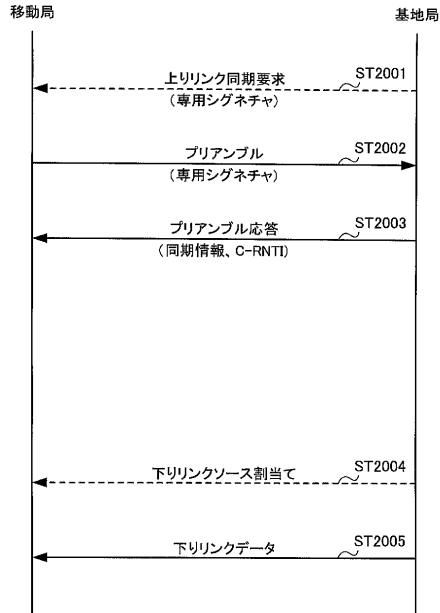 移動局
基地局
上りリンク同期要求
ST2001
(専用シグネチャ)
プリアンブル
ST2002
(専用シグネチャ)
プリアンブル応答
ST2003
(同期情報、C-RNTI)
下りリンクソース割当て
ST2004
下りリンクデータ
ST2005